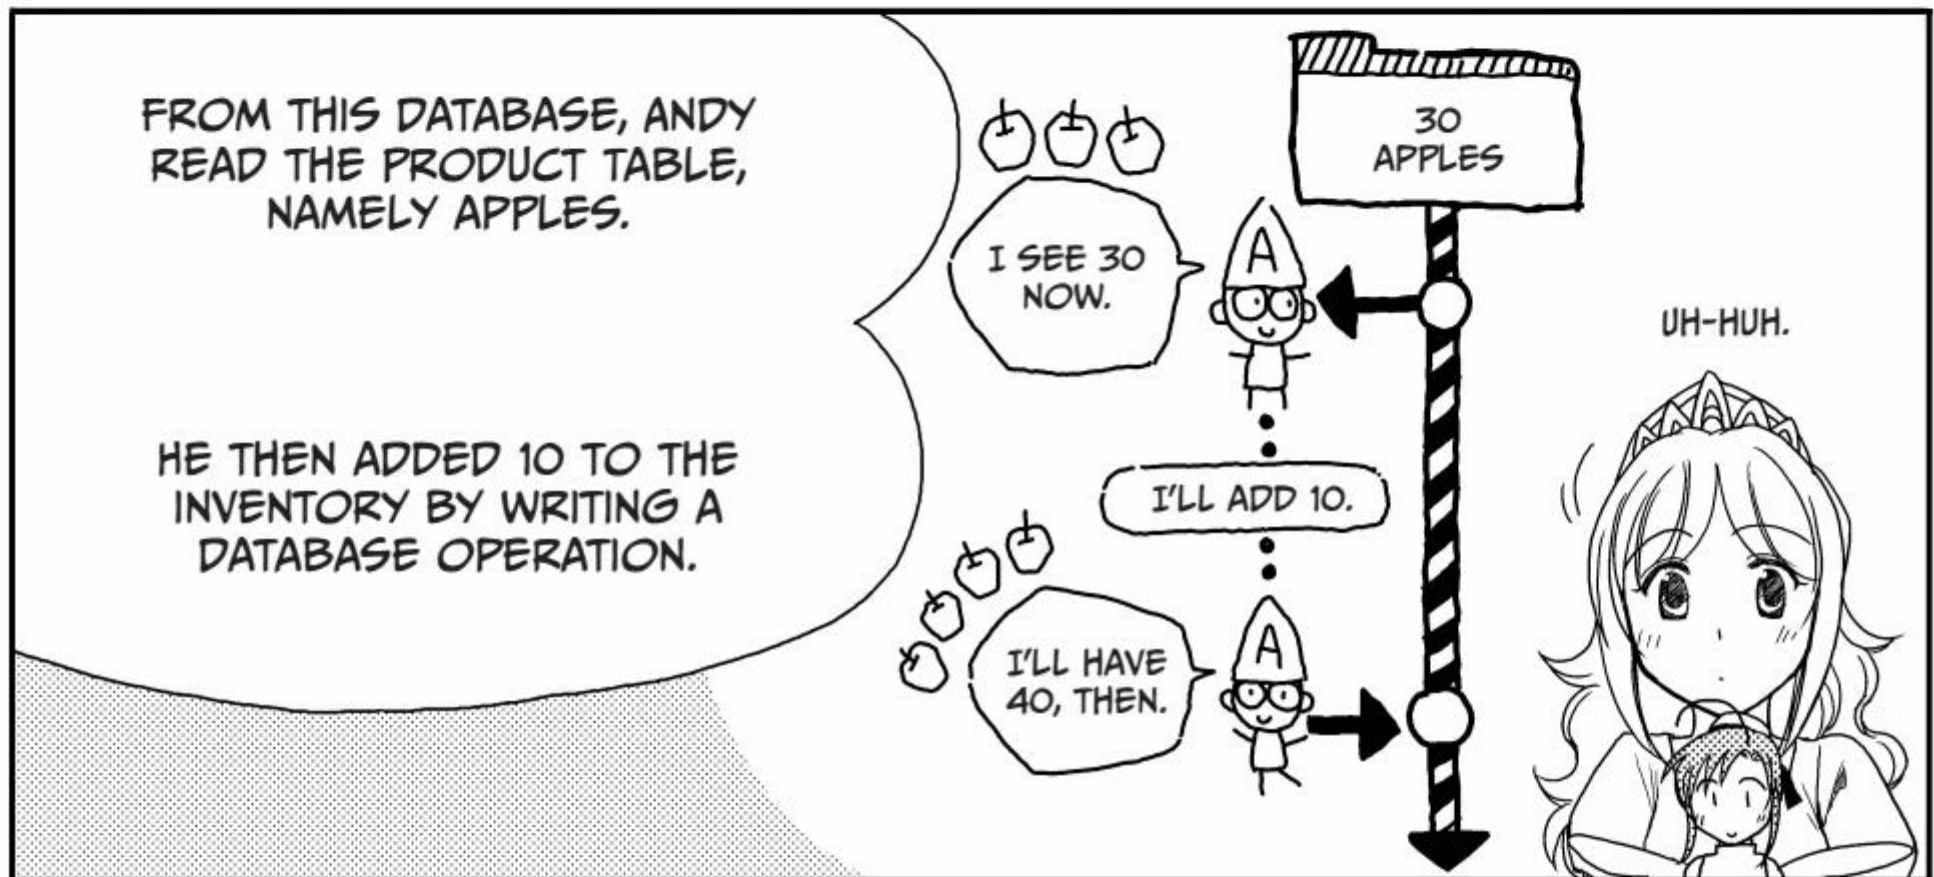 FROM THIS DATABASE, ANDY
READ THE PRODUCT TABLE,
NAMELY APPLES.
HE THEN ADDED 10 TO THE
INVENTORY BY WRITING A
DATABASE OPERATION.
30
APPLES
I SEE 30
NOW.
A
I'LL ADD 10.
I'LL HAVE
40, THEN.
A
UH-HUH.